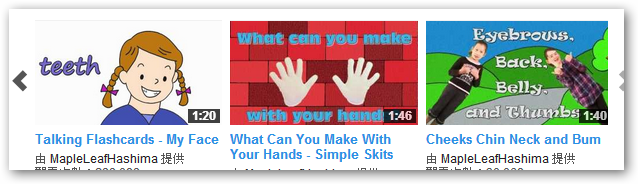 teeth
1:20
Talking Flashcards - My Face
由 MapleLeafHashima 提供
What can you make
with your hand
1:46
What Can You Make With
Your Hands - Simple Skits
Eyebrows,
Back,
Belly,
and Thumbs
1:40
Cheeks Chin Neck and Bum
由 MapleLeafHashima 提供